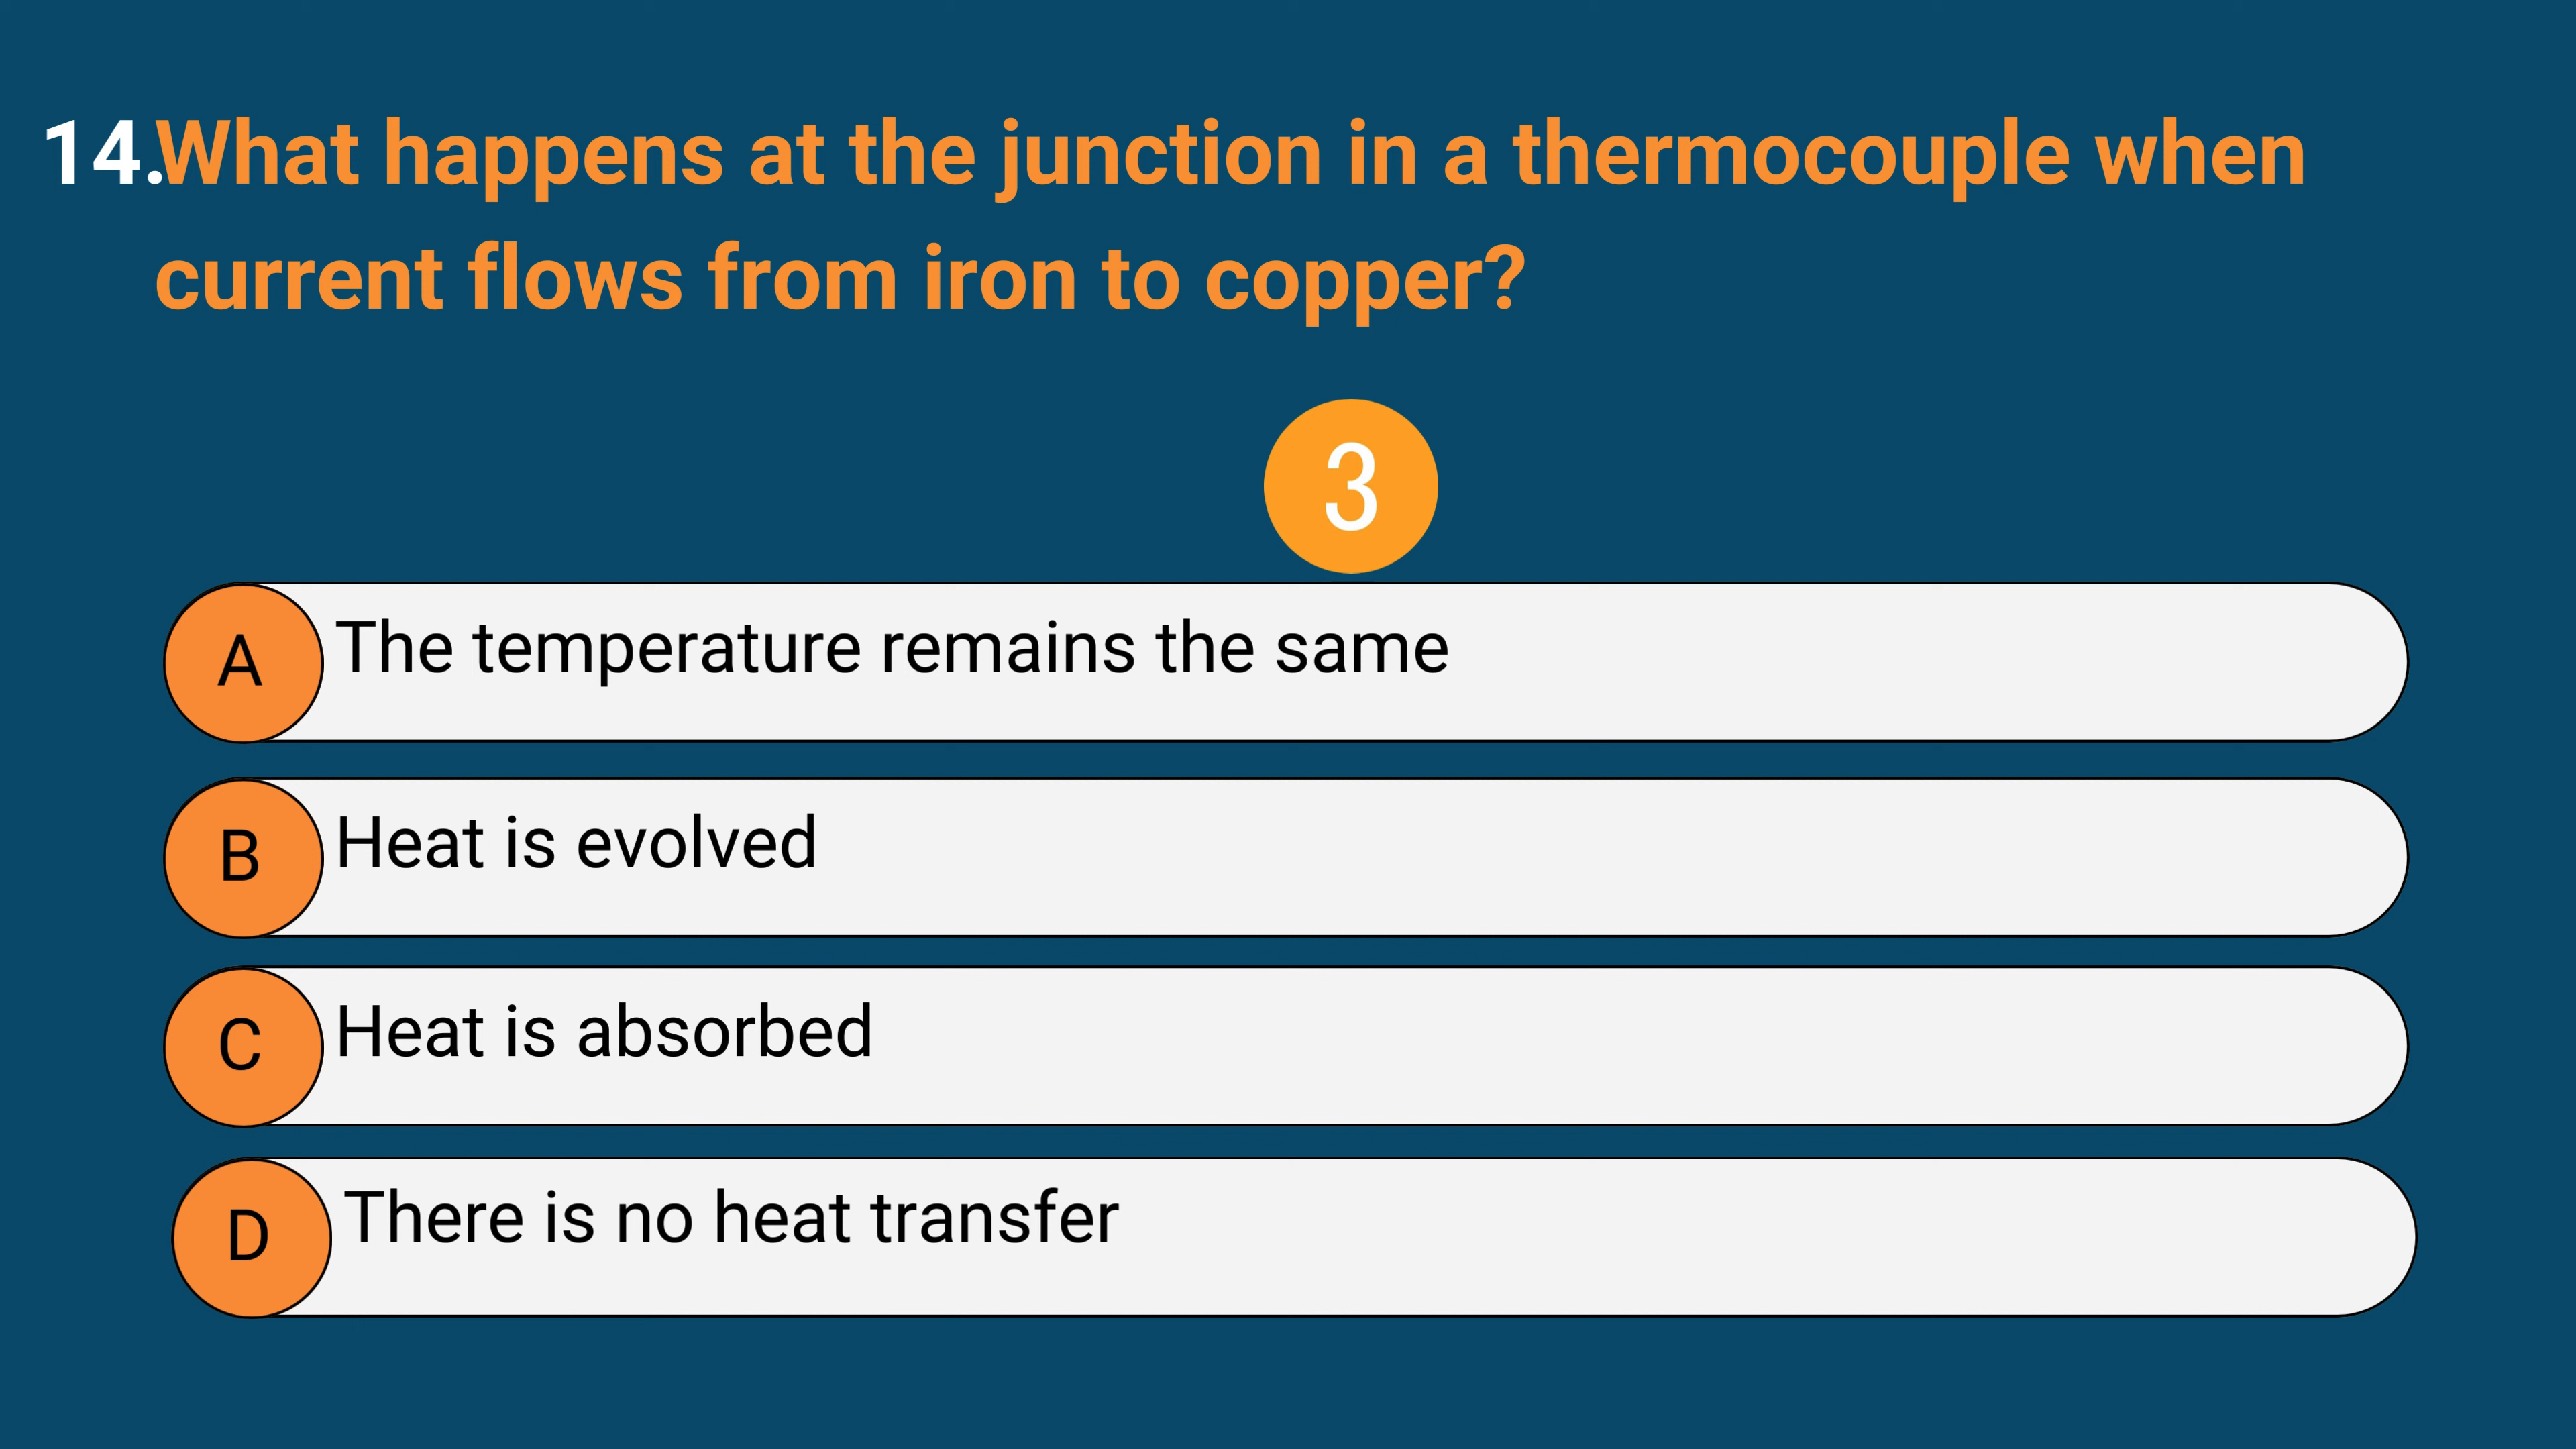 14.What happens at the junction in a thermocouple when
current flows from iron to copper?
3
A The temperature remains the same
B Heat is evolved
C Heat is absorbed
D There is no heat transfer